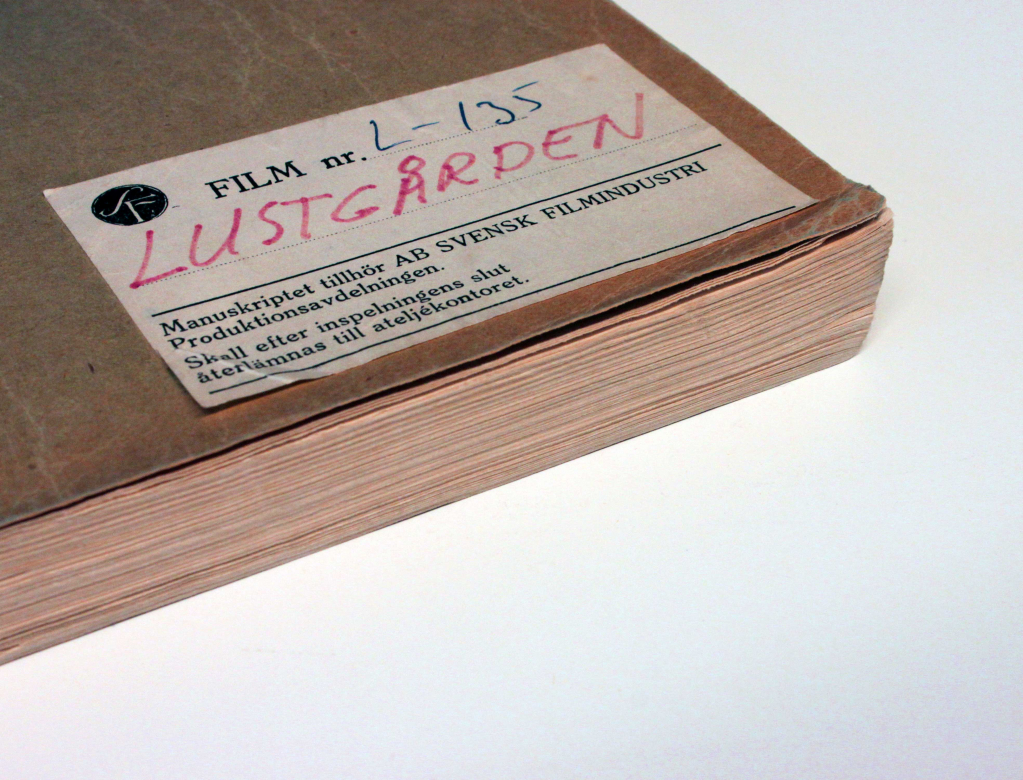 SF FILM nr. L-135
LUSTGÅRDEN
Manuskriptet tillhör AB SVENSK FILMINDUSTRI
Produktionsavdelningen.
Skall efter inspelningens slut
återlämnas till ateljékontoret.